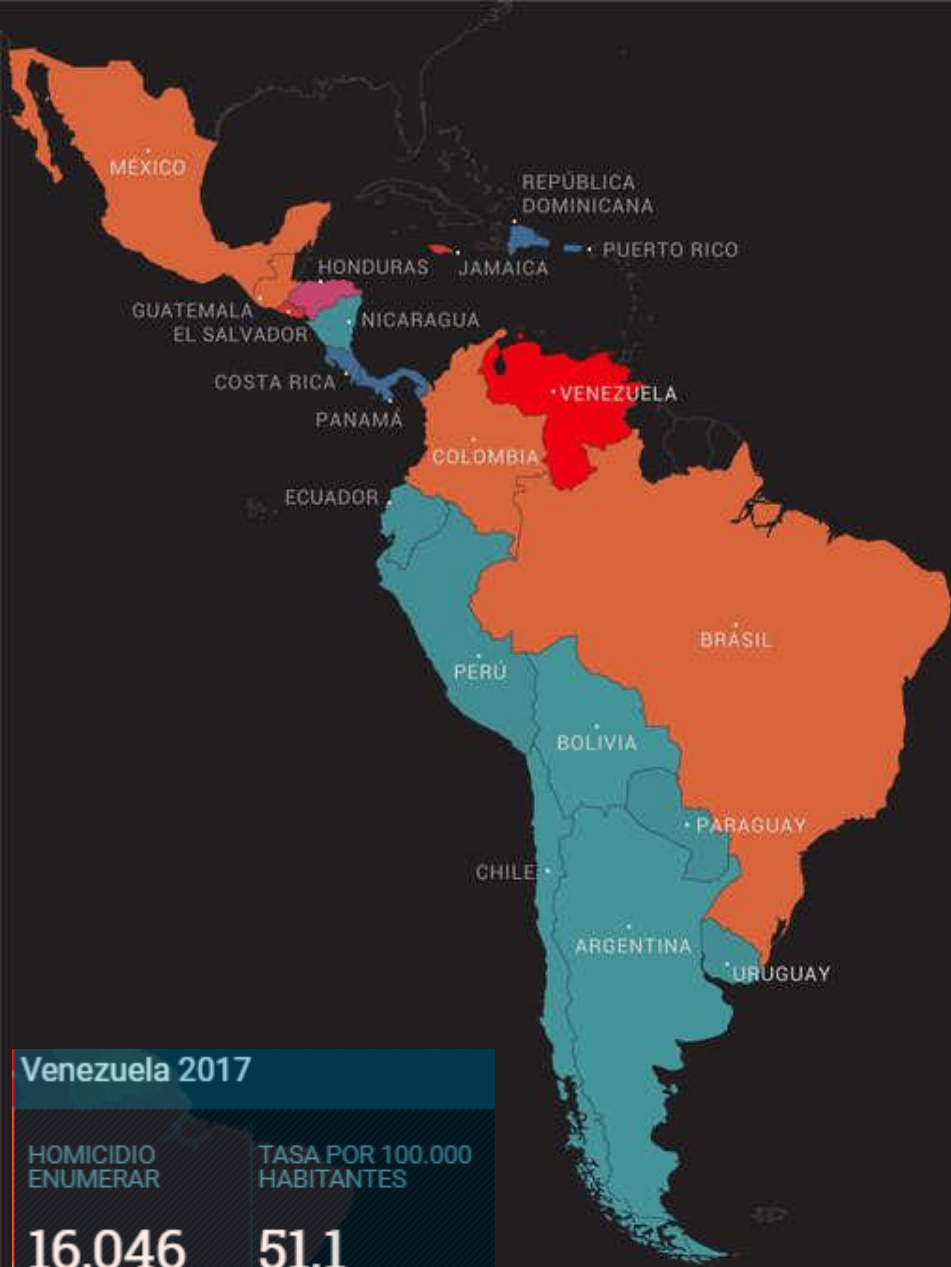 MÉXICO
REPÚBLICA
DOMINICANA
PUERTO RICO
HONDURAS
JAMAICA
GUATEMALA
EL SALVADOR
NICARAGUA
COSTA RICA
PANAMÁ
VENEZUELA
COLOMBIA
ECUADOR
BRASIL
PERÚ
BOLIVIA
PARAGUAY
CHILE
ARGENTINA
URUGUAY
Venezuela 2017
HOMICIDIO
ENUMERAR
TASA POR 100.000
HABITANTES
16,046
51.1